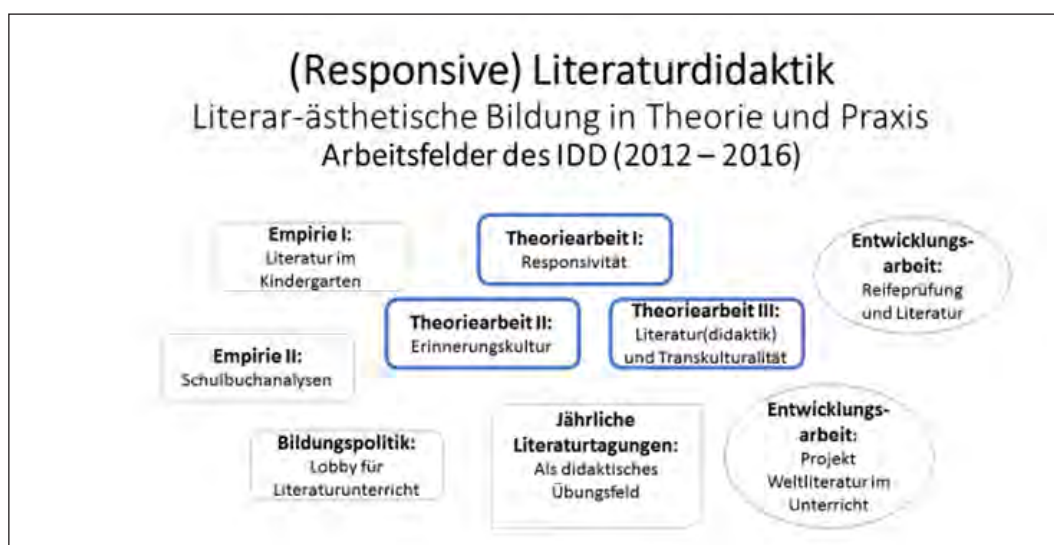 (Responsive) Literaturdidaktik
Literar-ästhetische Bildung in Theorie und Praxis
Arbeitsfelder des IDD (2012 – 2016)
Empirie I:
Literatur im
Kindergarten
Theoriearbeit I:
Responsivität
Entwicklungs-
arbeit:
Reifeprüfung
und Literatur
Theoriearbeit II:
Erinnerungskultur
Theoriearbeit III:
Literatur(didaktik)
und Transkulturalität
Empirie II:
Schulbuchanalysen
Bildungspolitik:
Lobby für
Literaturunterricht
Jährliche
Literaturtagungen:
Als didaktisches
Übungsfeld
Entwicklungs-
arbeit:
Projekt
Weltliteratur im
Unterricht